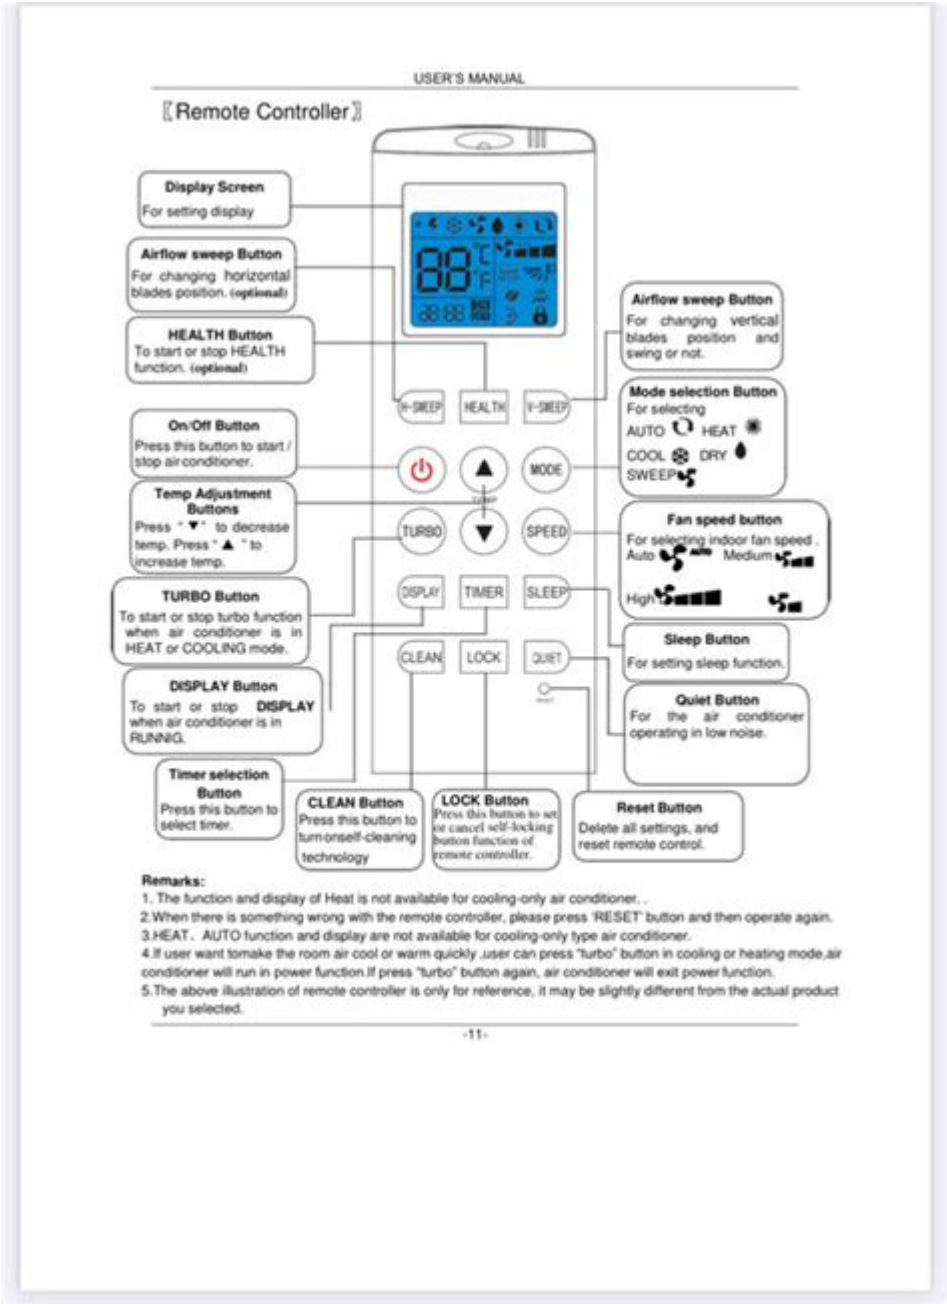 USER'S MANUAL
〖Remote Controller〗
Display Screen
For setting display
Airflow sweep Button
For changing horizontal
blades position. (optional)
HEALTH Button
To start or stop HEALTH
function. (optional)
On/Off Button
Press this button to start /
stop air conditioner.
Temp Adjustment
Buttons
Press " ▼" to decrease
temp. Press " ▲ " to
increase temp.
TURBO Button
To start or stop turbo function
when air conditioner is in
HEAT or COOLING mode.
DISPLAY Button
To start or stop DISPLAY
when air conditioner is in
RUNNIG.
Timer selection
Button
Press this button to
select timer.
CLEAN Button
Press this button to
turnonself-cleaning
technology
LOCK Button
Press this button to set
or cancel self-locking
button function of
remote controller.
Reset Button
Delete all settings, and
reset remote control.
Quiet Button
For the air conditioner
operating in low noise.
Sleep Button
For setting sleep function.
Fan speed button
For selecting indoor fan speed .
Auto AUTO Medium
High
Mode selection Button
For selecting
AUTO HEAT
COOL DRY
SWEEP
Airflow sweep Button
For changing vertical
blades position and
swing or not.
88 °C
°F
88:88
H-SWEEP HEALTH V-SWEEP
MODE
TEMP
TURBO SPEED
DISPLAY TIMER SLEEP
CLEAN LOCK QUIET
RESET
Remarks:
1. The function and display of Heat is not available for cooling-only air conditioner. .
2.When there is something wrong with the remote controller, please press 'RESET' button and then operate again.
3.HEAT、AUTO function and display are not available for cooling-only type air conditioner.
4.If user want tomake the room air cool or warm quickly ,user can press "turbo" button in cooling or heating mode,air
conditioner will run in power function.If press "turbo" button again, air conditioner will exit power function.
5.The above illustration of remote controller is only for reference, it may be slightly different from the actual product
you selected.
-11-